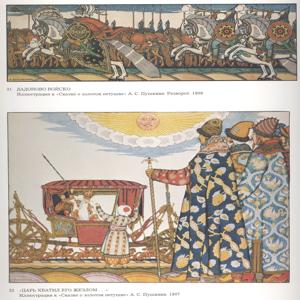 31 ДАДОНОВО ВОЙСКО
Иллюстрация к «Сказке о золотом петушке» А. С. Пушкина. Разворот. 1906
32 «ЦАРЬ ХВАТИЛ ЕГО ЖЕЗЛОМ . . .»
Иллюстрация к «Сказке о золотом петушке» А. С. Пушкина. 1907